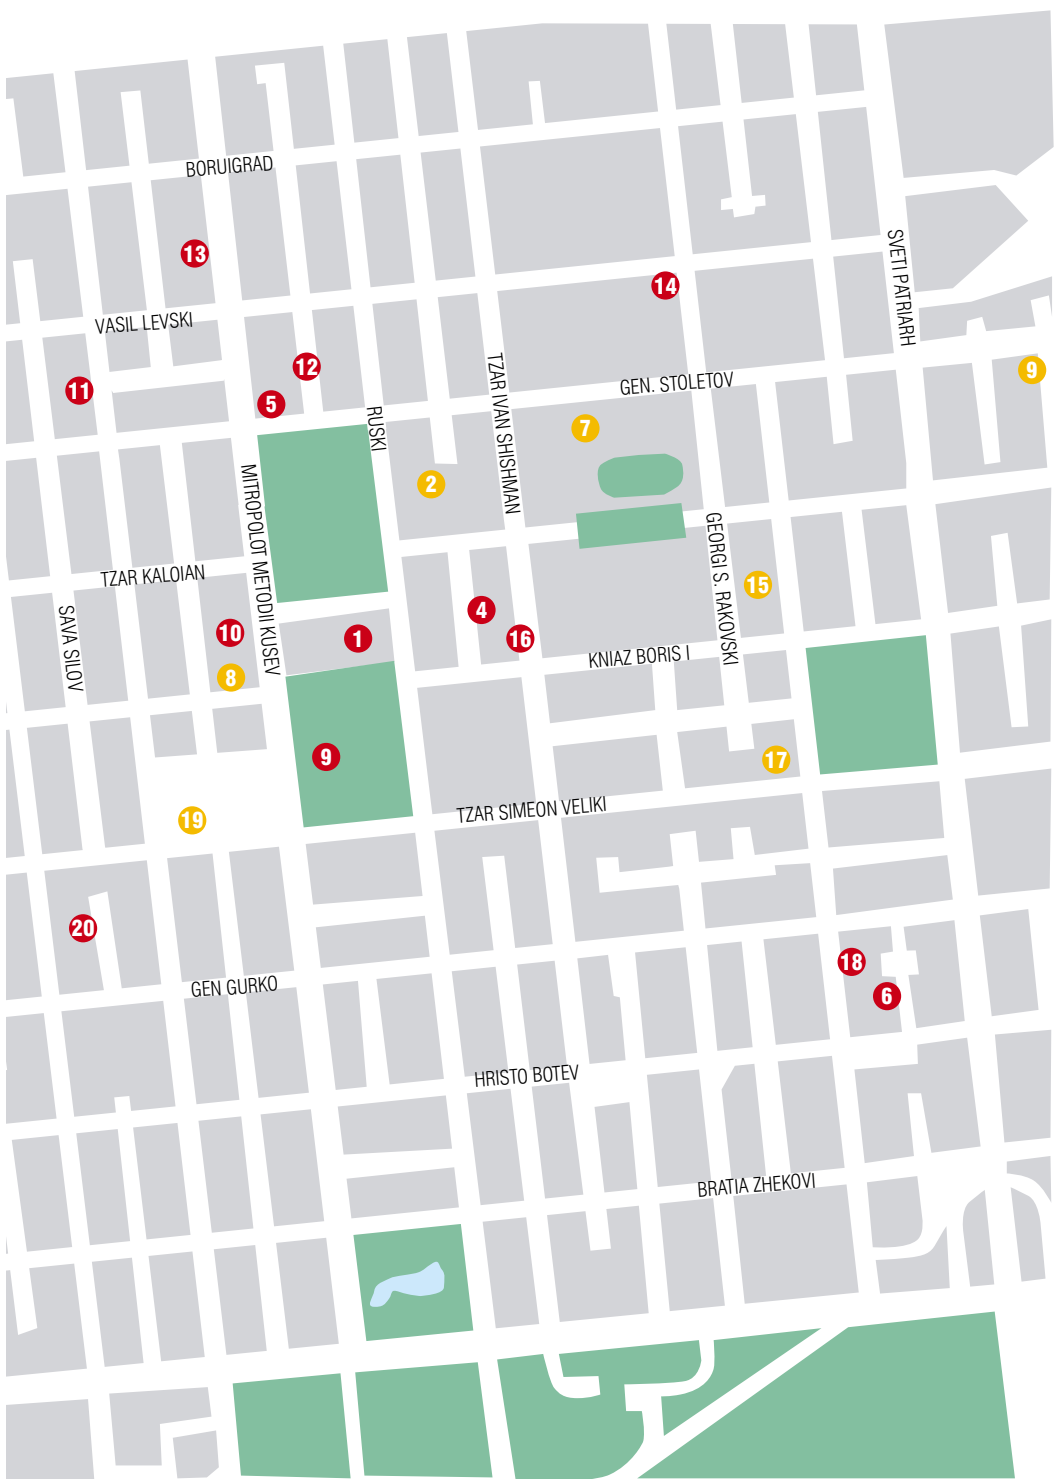 BORUIGRAD
13
SVETI PATRIARH
14
VASIL LEVSKI
12
9
11
5
TZAR IVAN SHISHMAN
GEN. STOLETOV
RUSKI
7
2
MITROPOLOT METODII KUSEV
GEORGI S. RAKOVSKI
TZAR KALOIAN
15
SAVA SILOV
4
10
1
16
KNIAZ BORIS I
8
9
17
TZAR SIMEON VELIKI
19
20
18
GEN GURKO
6
HRISTO BOTEV
BRATIA ZHEKOVI